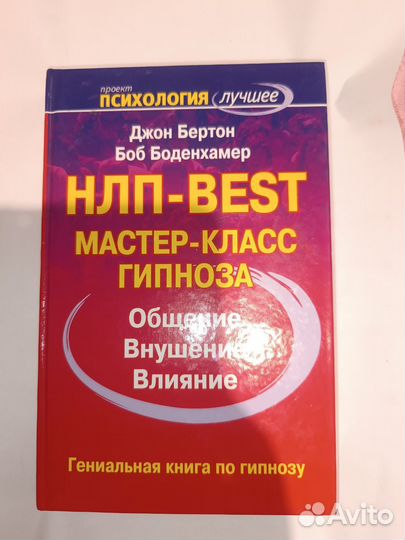 проект
ПСИХОЛОГИЯ лучшее
Джон Бертон
Боб Боденхамер
НЛП-BEST
МАСТЕР-КЛАСС
ГИПНОЗА
Общение
Внушение
Влияние
Гениальная книга по гипнозу
Avito